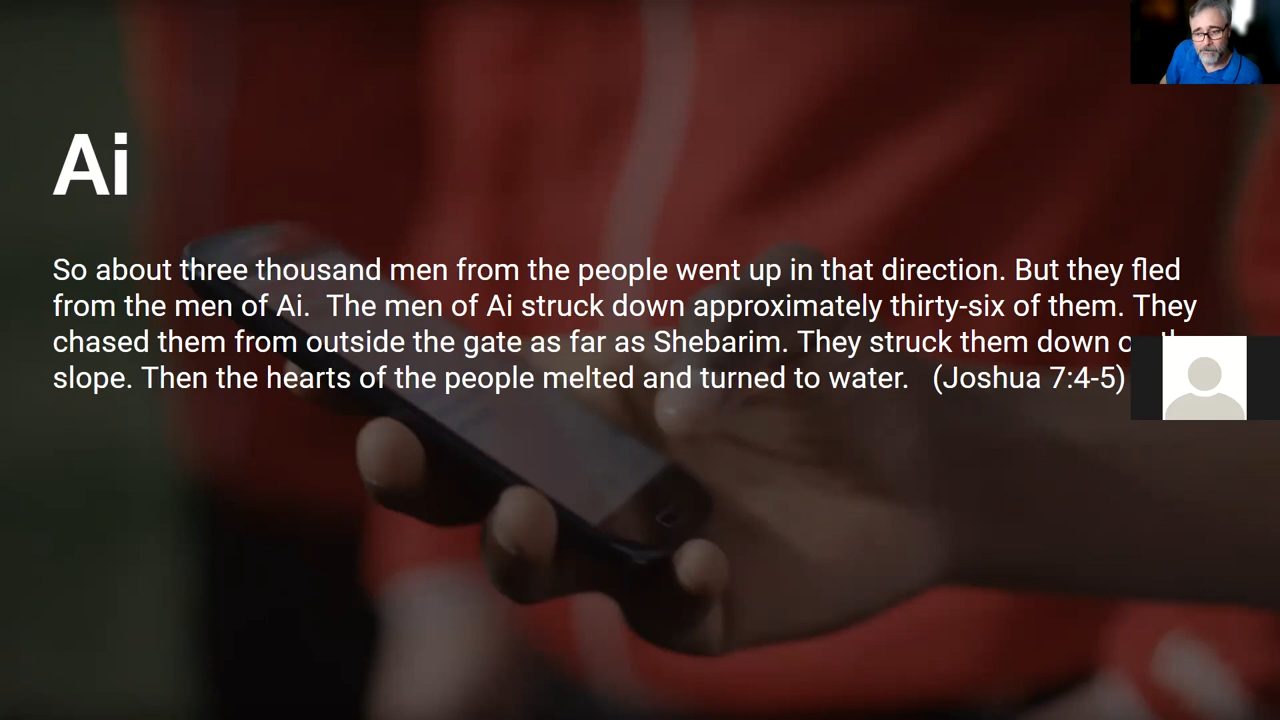 Ai
So about three thousand men from the people went up in that direction. But they fled
from the men of Ai.  The men of Ai struck down approximately thirty-six of them. They
chased them from outside the gate as far as Shebarim. They struck them down
slope. Then the hearts of the people melted and turned to water.   (Joshua 7:4-5)